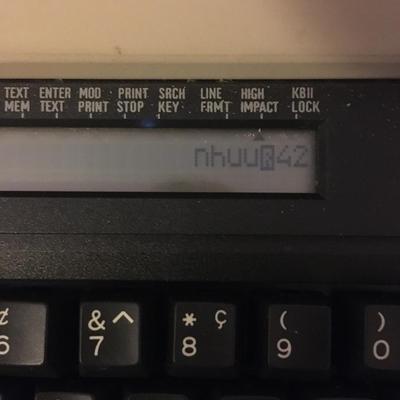 TEXT ENTER MOD PRINT SRCH LINE HIGH KBII
MEM TEXT PRINT STOP KEY FRMT IMPACT LOCK
nhuuR42
¢ & ^ * Ç ( )
6 7 8 9 0